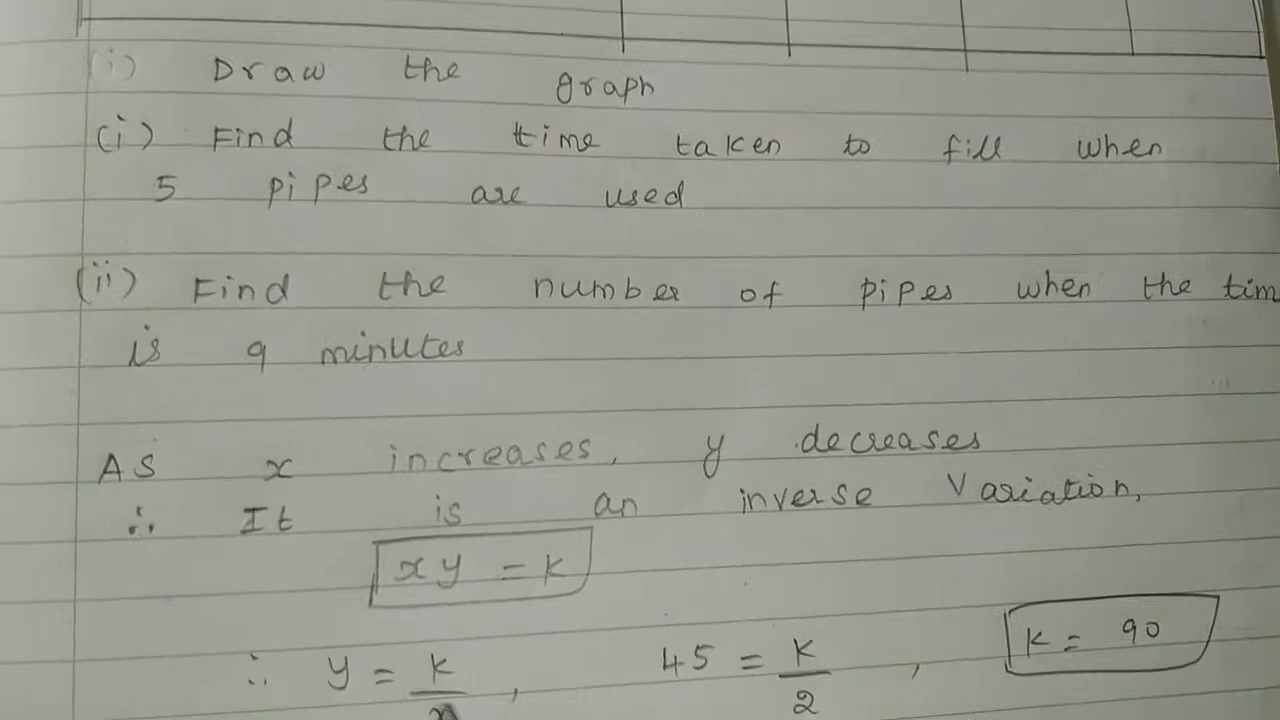 (i) Draw the graph
(i) Find the time taken to fill when
5 pipes are used
(ii) Find the number of pipes when the tim
is 9 minutes
As x increases, y decreases
∴ It is an inverse Variation,
xy = k
∴ y = k/x , 45 = k/2 , k = 90